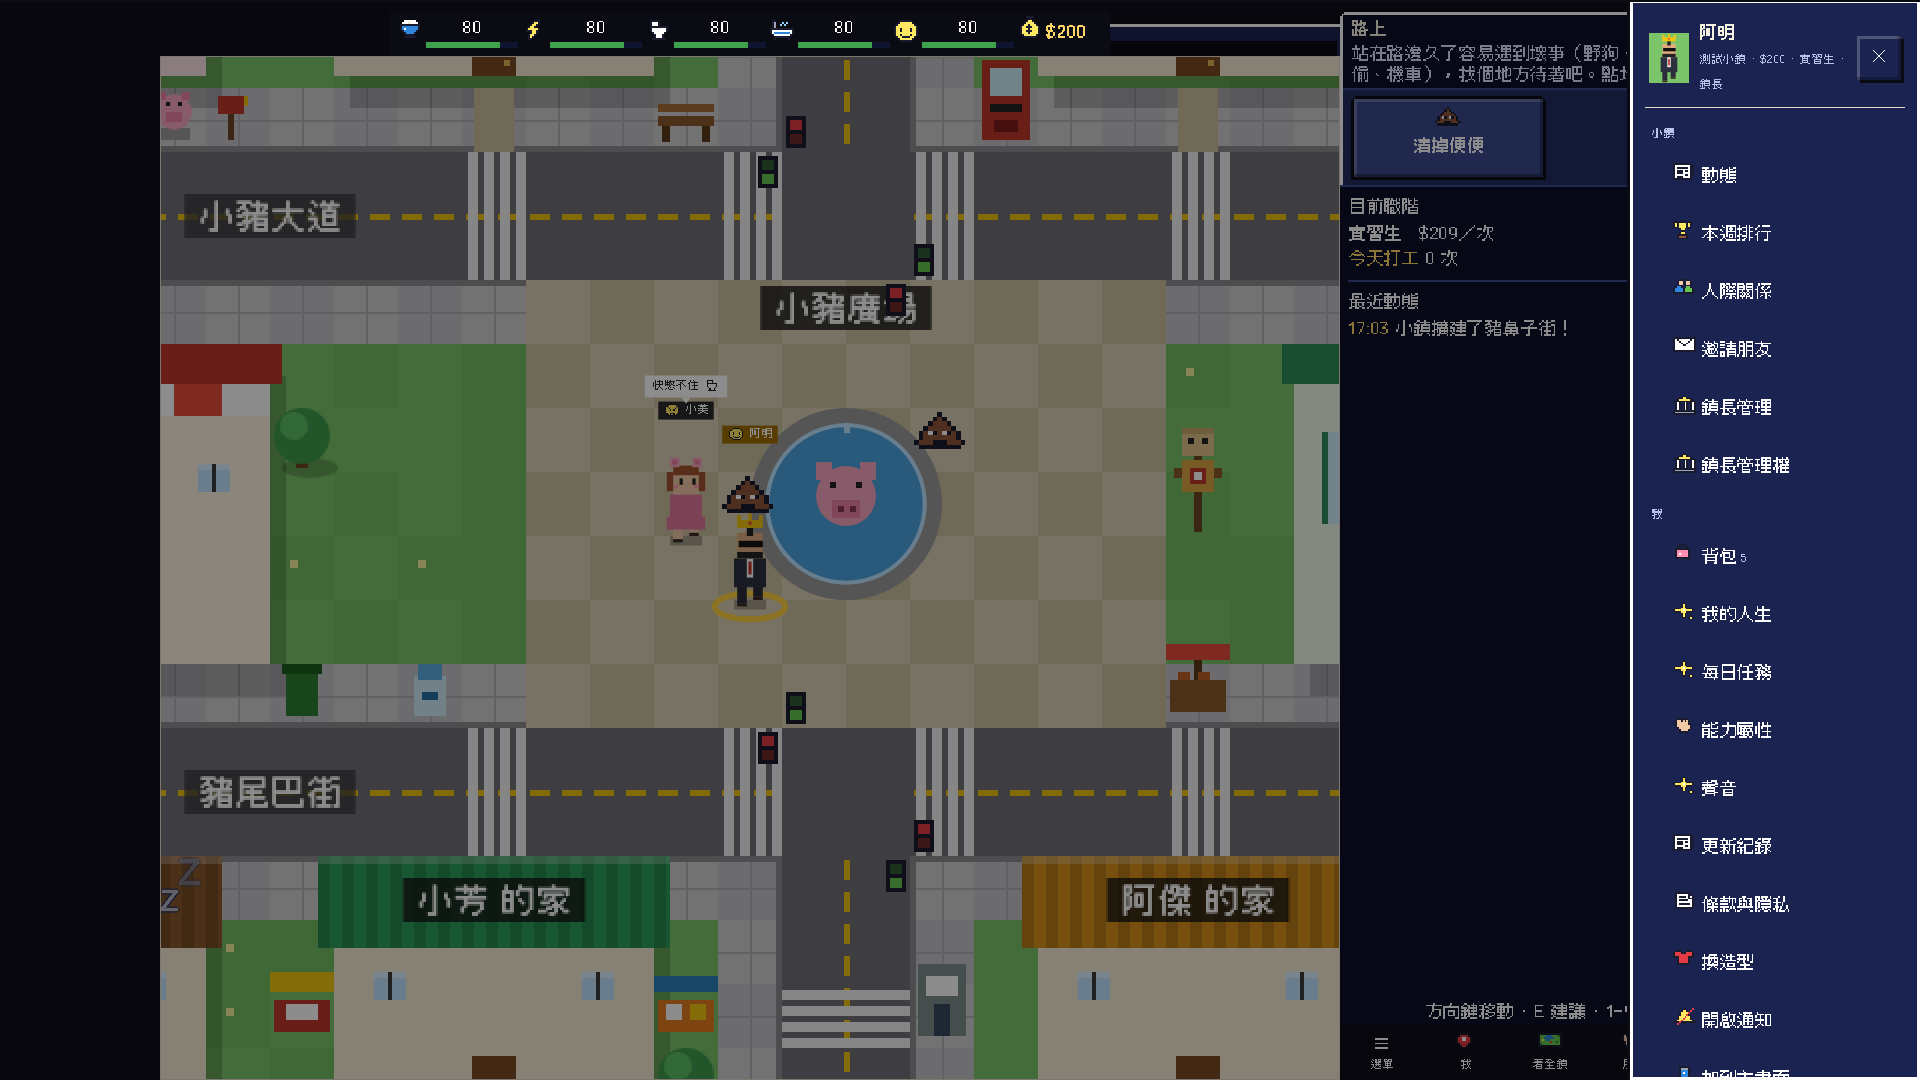 80
80
80
80
80
$200
路上
站在路邊久了容易遇到壞事（野狗
偷、機車），找個地方待著吧。點
清掉便便
目前職階
實習生 $209／次
今天打工 0 次
最近動態
17:03 小鎮擴建了豬鼻子街！
小豬大道
小豬廣場
快憋不住
小美
阿明
豬尾巴街
Z
Z
小芳 的家
阿傑 的家
方向鍵移動 · E 建議 · 1-
選單
我
看全鎮
阿明
測試小鎮 · $200 · 實習生 ·
鎮長
小鎮
動態
本週排行
人際關係
邀請朋友
鎮長管理
鎮長管理權
我
背包 5
我的人生
每日任務
能力屬性
聲音
更新紀錄
條款與隱私
換造型
開啟通知
加到主畫面